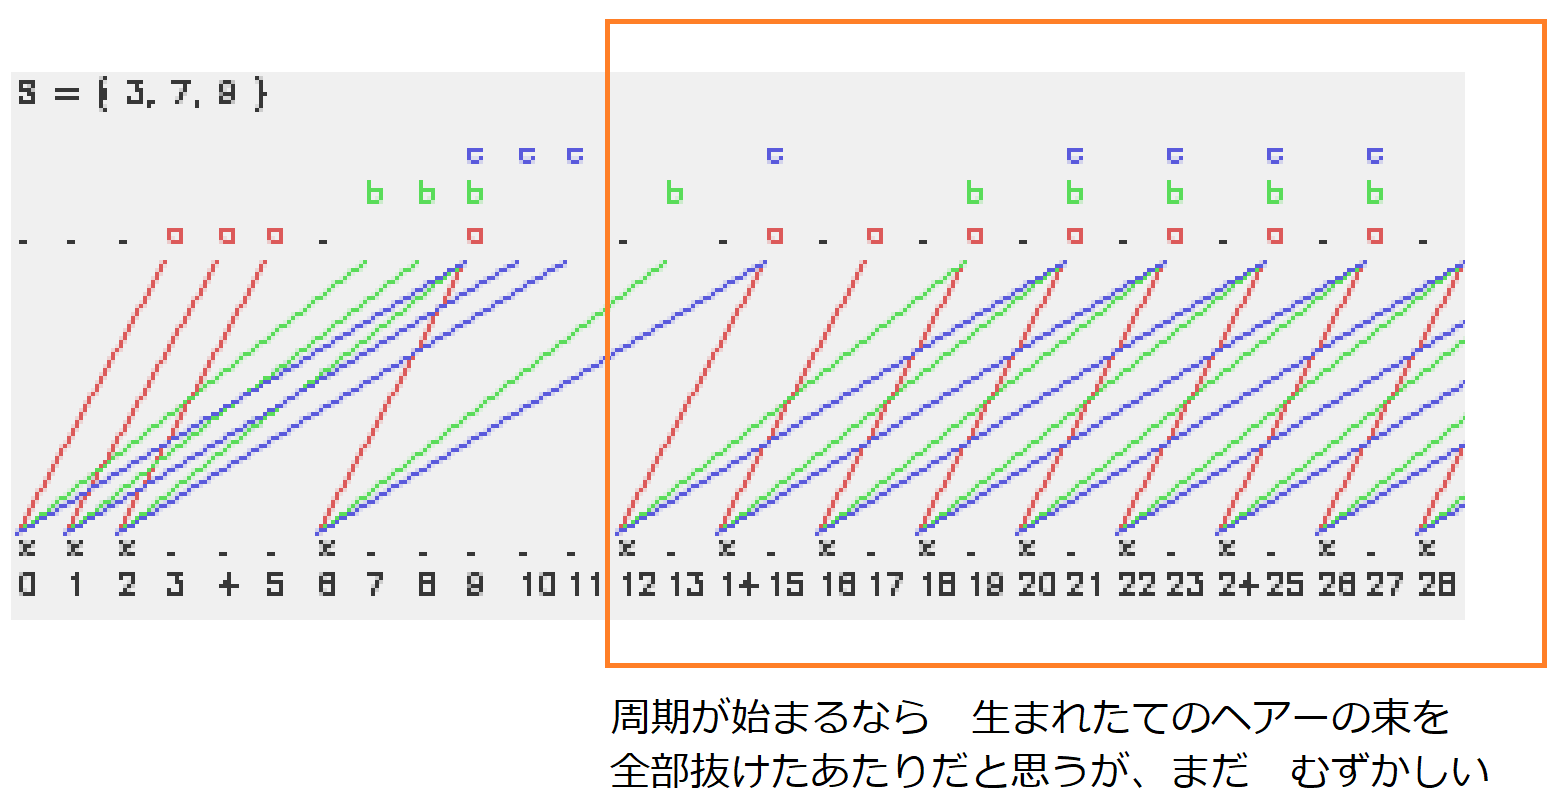 S = { 3, 7, 9 }
c c c c c c c c
b b b b b b b b b
- - - a a a - a - - a - a - a - a - a - a - a -
x x x - - - x - - - - - x - x - x - x - x - x - x - x - x
0 1 2 3 4 5 6 7 8 9 10 11 12 13 14 15 16 17 18 19 20 21 22 23 24 25 26 27 28
周期が始まるなら　生まれたてのヘアーの束を
全部抜けたあたりだと思うが、まだ　むずかしい